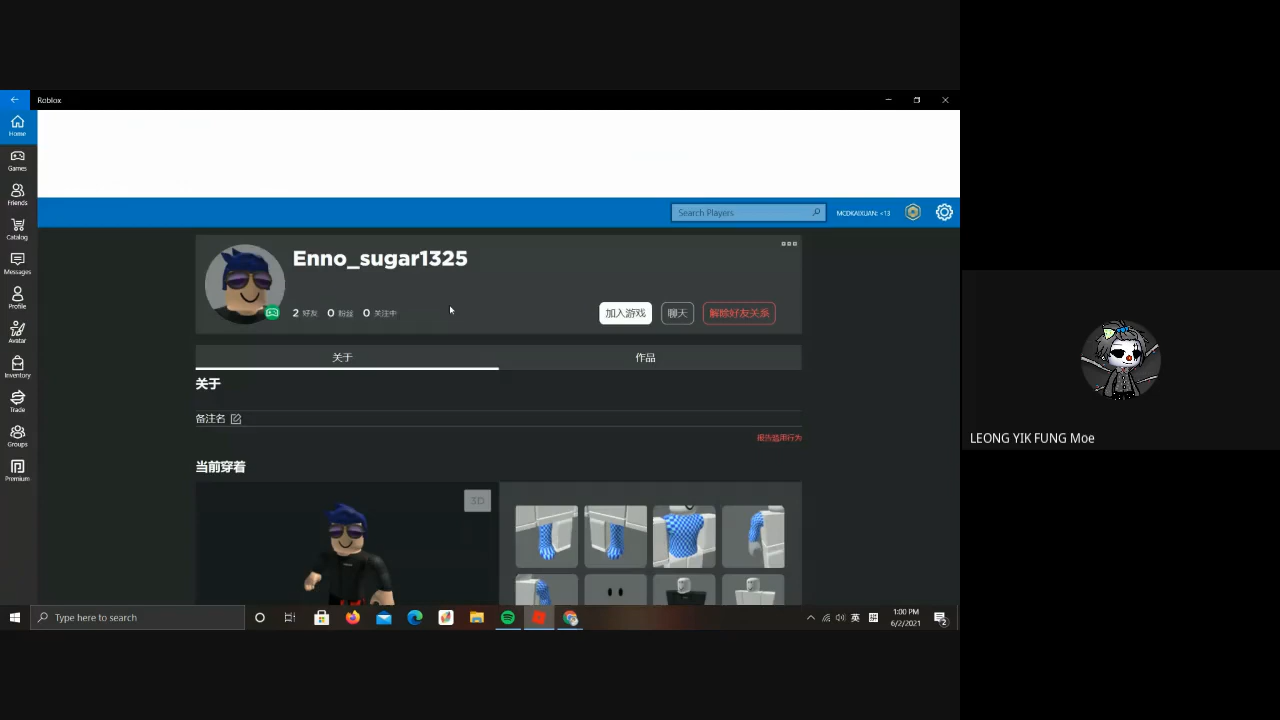 Roblox
Home
Games
Friends
Catalog
Messages
Profile
Avatar
Inventory
Trade
Groups
Premium
Search Players
MCDKAIXUAN: <13
Enno_sugar1325
2 好友 0 粉丝 0 关注中
加入游戏 聊天 解除好友关系
关于 作品
关于
备注名
报告滥用行为
当前穿着
3D
LEONG YIK FUNG Moe
Type here to search
英 拼
1:00 PM
6/2/2021
2